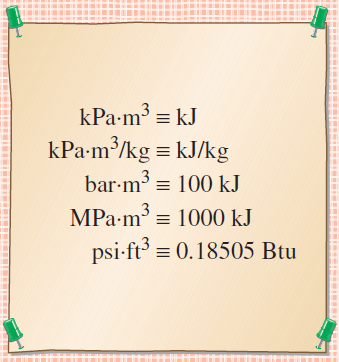 kPa·m³ ≡ kJ
kPa·m³/kg ≡ kJ/kg
bar·m³ ≡ 100 kJ
MPa·m³ ≡ 1000 kJ
psi·ft³ ≡ 0.18505 Btu